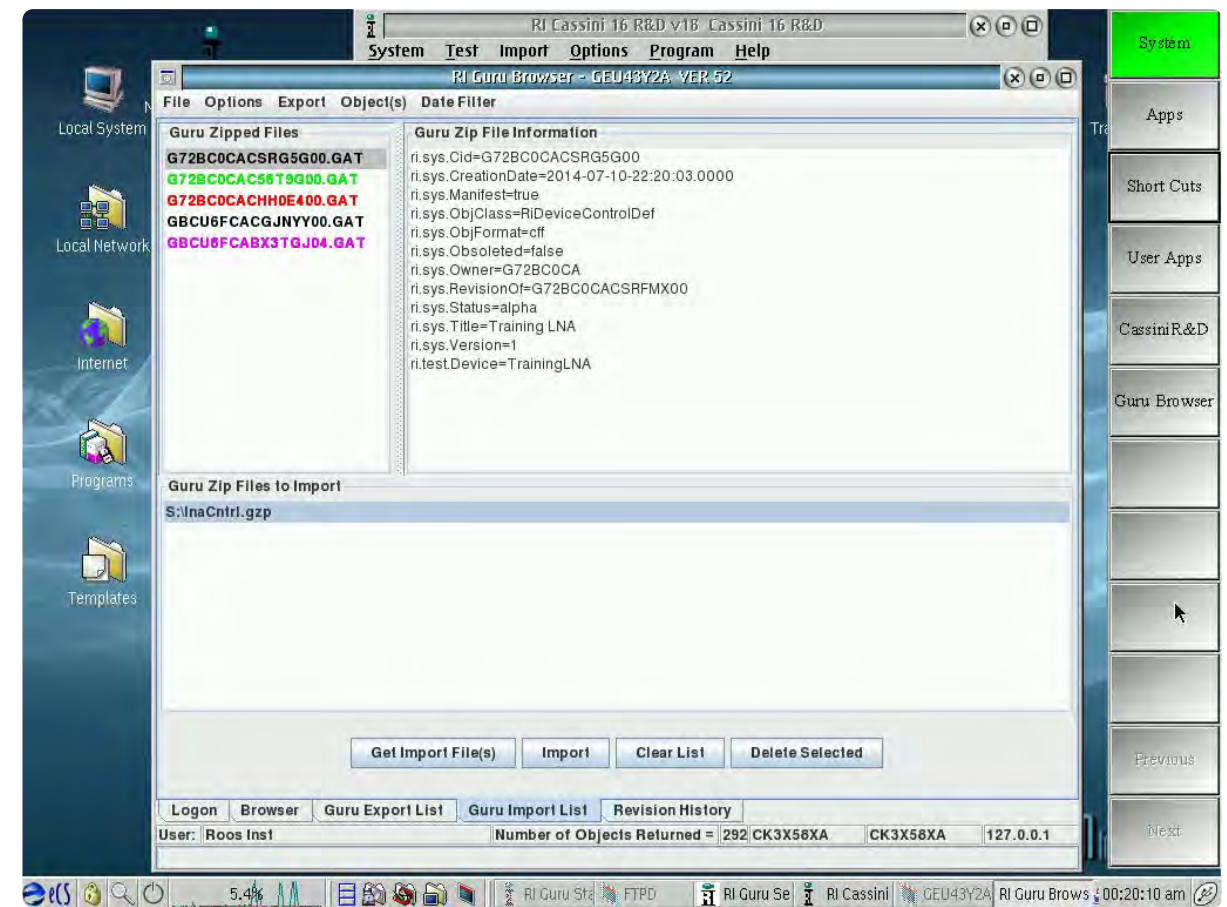 RI Cassini 16 R&D v18 Cassini 16 R&D
System Test Import Options Program Help
RI Guru Browser - GEU43Y2A VER 52
File Options Export Object(s) Date Filter
Guru Zipped Files
G72BC0CACSRG5G00.GAT
G72BC0CAC56T9G00.GAT
G72BC0CACHH0E400.GAT
GBCU6FCACGJNYY00.GAT
GBCU6FCABX3TGJ04.GAT
Guru Zip File Information
ri.sys.Cid=G72BC0CACSRG5G00
ri.sys.CreationDate=2014-07-10-22:20:03.0000
ri.sys.Manifest=true
ri.sys.ObjClass=RiDeviceControlDef
ri.sys.ObjFormat=cff
ri.sys.Obsoleted=false
ri.sys.Owner=G72BC0CA
ri.sys.RevisionOf=G72BC0CACSRFMX00
ri.sys.Status=alpha
ri.sys.Title=Training LNA
ri.sys.Version=1
ri.test.Device=TrainingLNA
Guru Zip Files to Import
S:\lnaCntrl.gzp
Get Import File(s) Import Clear List Delete Selected
Logon Browser Guru Export List Guru Import List Revision History
User: Roos Inst Number of Objects Returned = 292 CK3X58XA CK3X58XA 127.0.0.1
Local System
Local Network
Internet
Programs
Templates
Tra
System
Apps
Short Cuts
User Apps
CassiniR&D
Guru Browser
Previous
Next
eCS 5.4% RI Guru Sta FTPD RI Guru Se RI Cassini GEU43Y2A RI Guru Brows 00:20:10 am